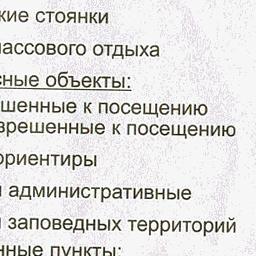 кие стоянки
массового отдыха
сные объекты:
шенные к посещению
зрешенные к посещению
ориентиры
и административные
и заповедных территорий
нные пункты: